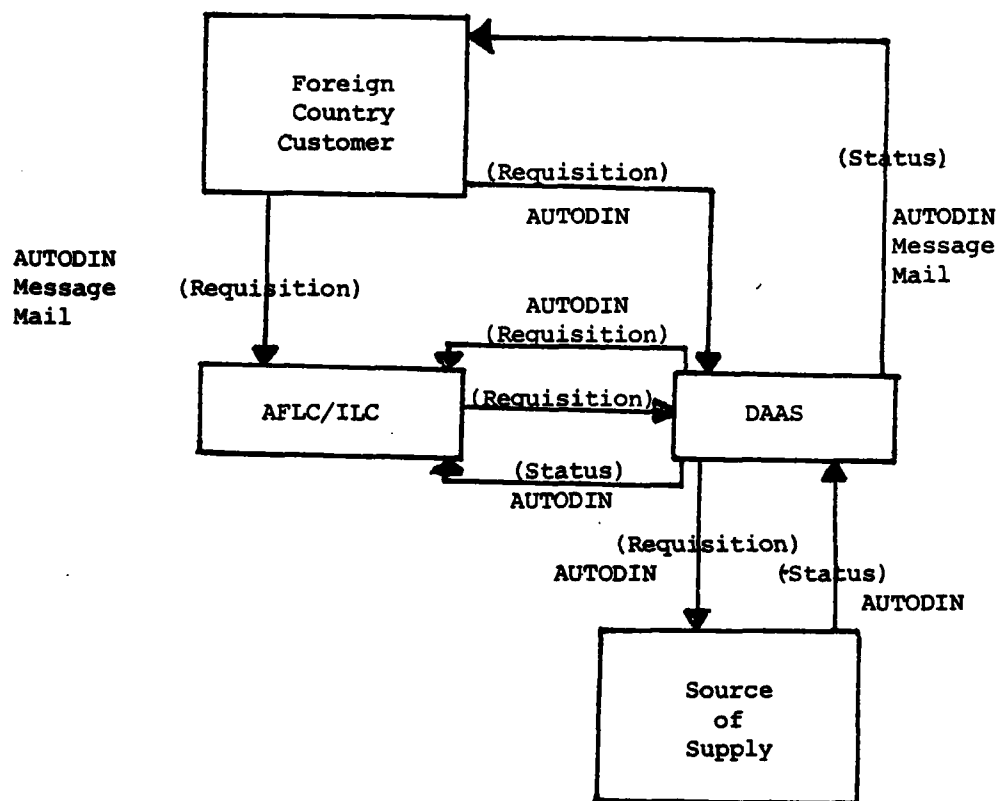 Foreign
Country
Customer
(Status)
(Requisition)
AUTODIN
AUTODIN
Message
Mail
AUTODIN
Message
Mail
(Requisition)
AUTODIN
(Requisition)
AFLC/ILC
(Requisition)
DAAS
(Status)
AUTODIN
(Requisition)
AUTODIN
(Status)
AUTODIN
Source
of
Supply